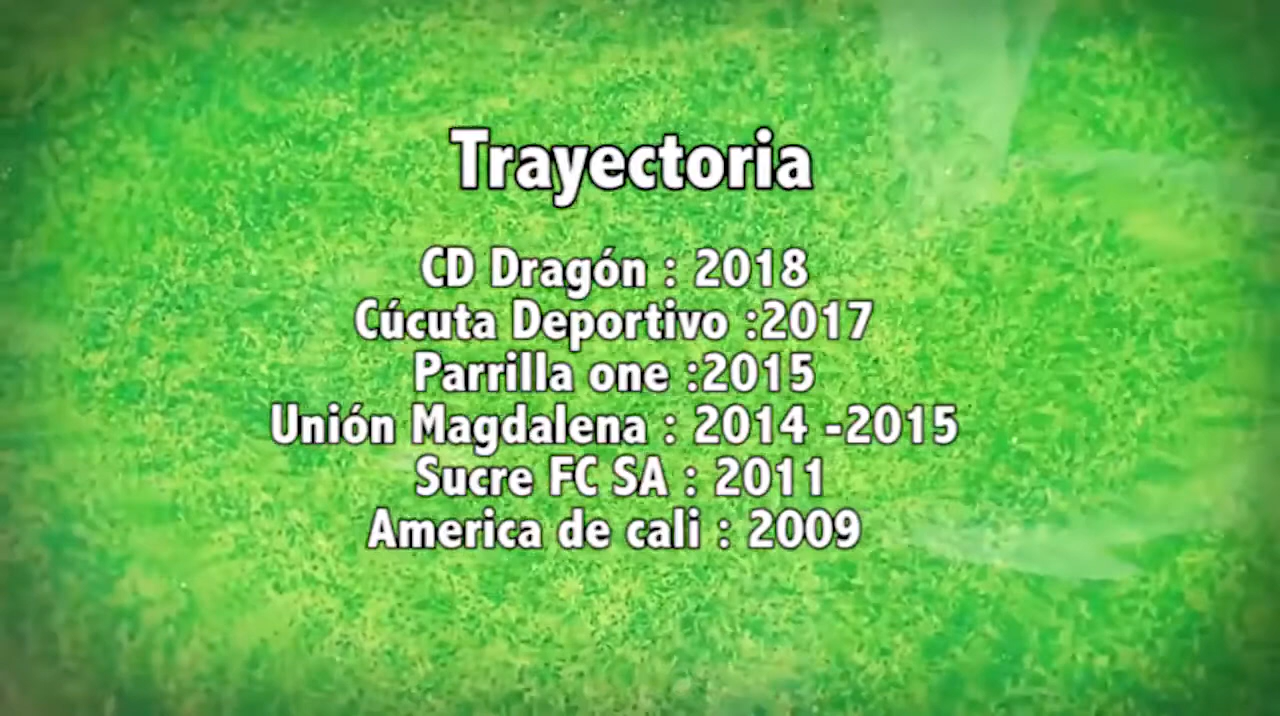 Trayectoria
CD Dragón : 2018
Cúcuta Deportivo :2017
Parrilla one :2015
Unión Magdalena : 2014 -2015
Sucre FC SA : 2011
America de cali : 2009